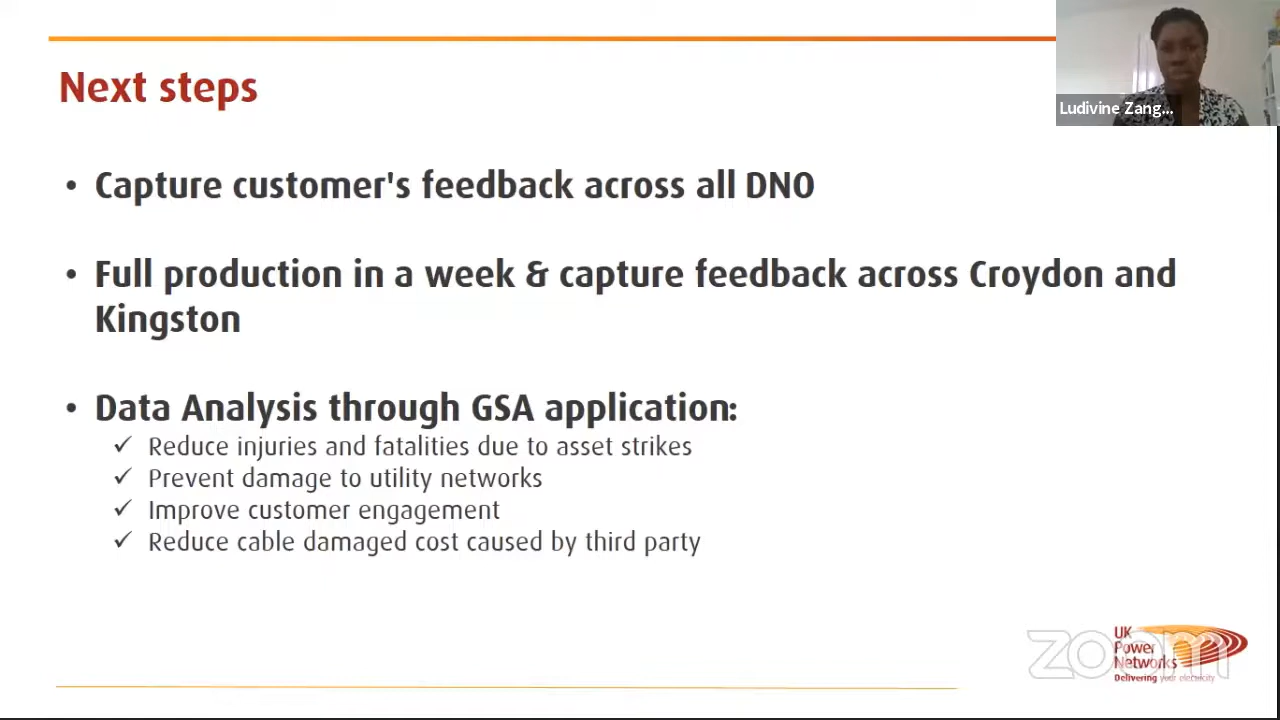 Next steps
Ludivine Zang...
• Capture customer's feedback across all DNO
• Full production in a week & capture feedback across Croydon and
Kingston
• Data Analysis through GSA application:
✓ Reduce injuries and fatalities due to asset strikes
✓ Prevent damage to utility networks
✓ Improve customer engagement
✓ Reduce cable damaged cost caused by third party
zoom
UK
Power
Networks
Delivering your electricity